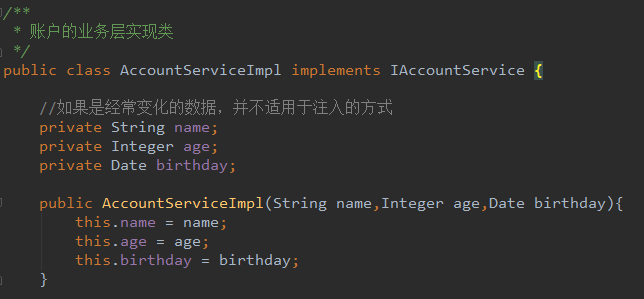 /**
 * 账户的业务层实现类
 */
public class AccountServiceImpl implements IAccountService {
//如果是经常变化的数据，并不适用于注入的方式
private String name;
private Integer age;
private Date birthday;
public AccountServiceImpl(String name,Integer age,Date birthday){
this.name = name;
this.age = age;
this.birthday = birthday;
}